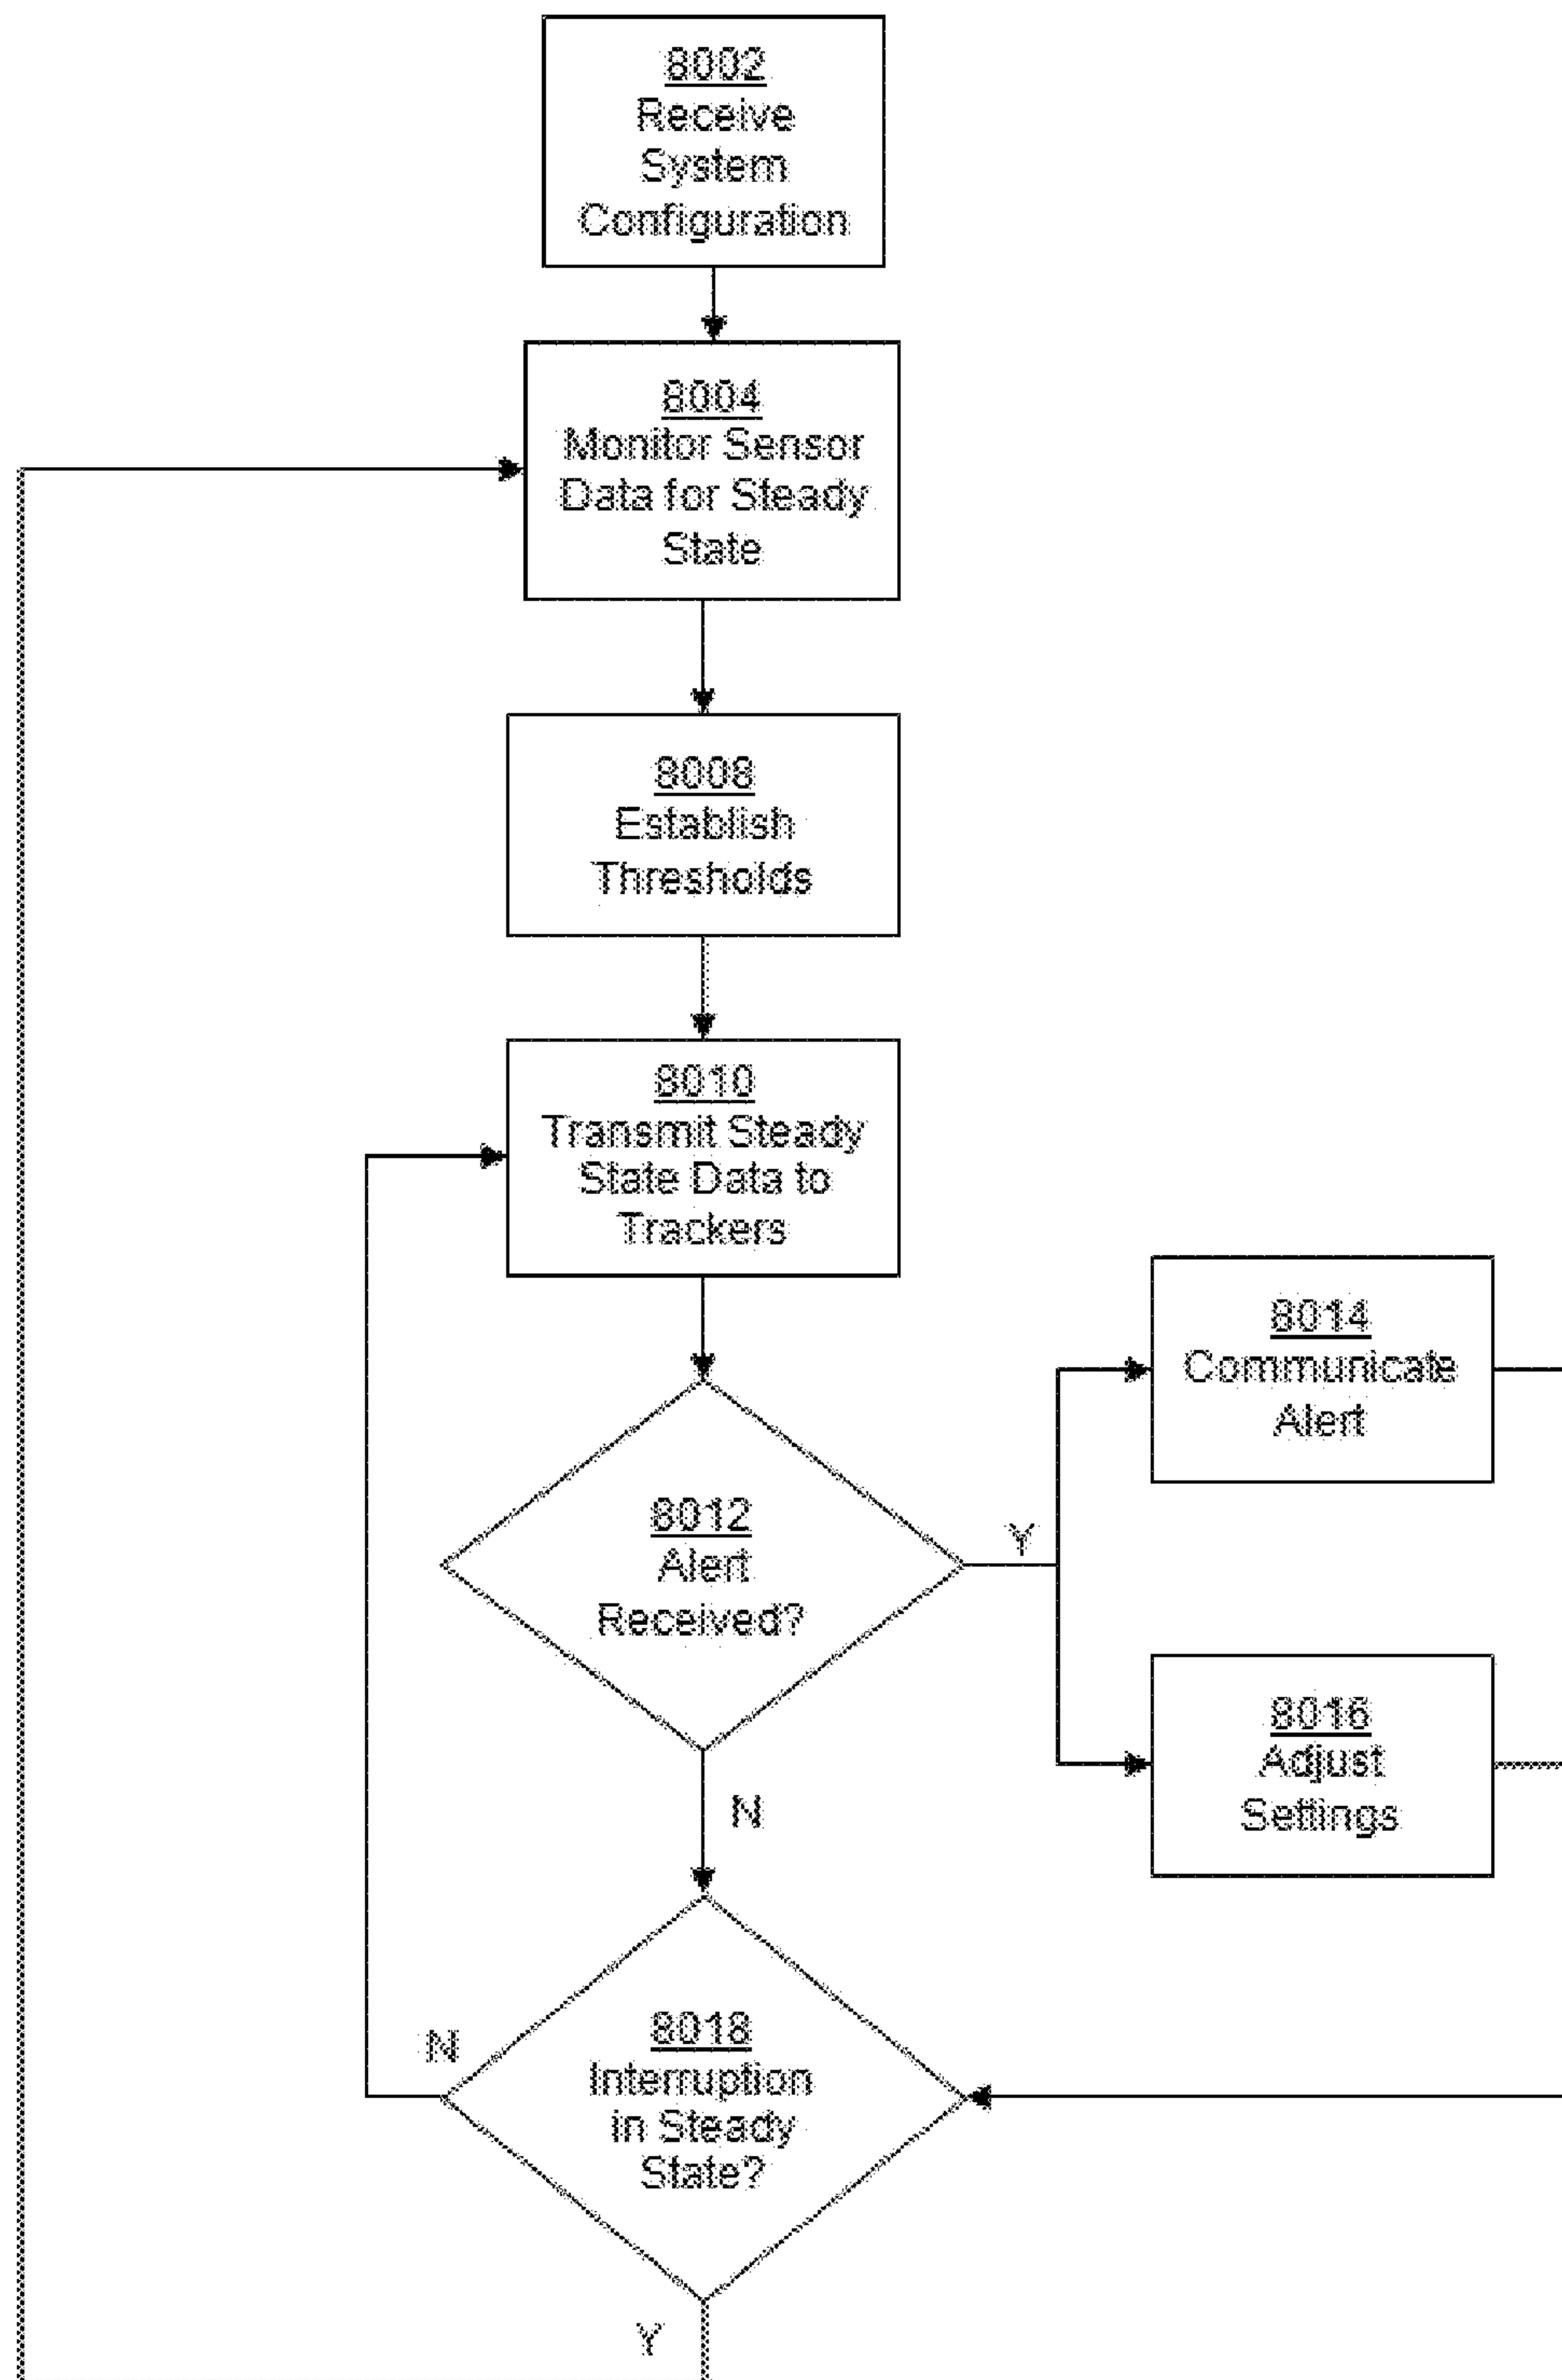 8002
Receive
System
Configuration
8004
Monitor Sensor
Data for Steady
State
8008
Establish
Thresholds
8010
Transmit Steady
State Data to
Trackers
8014
Communicate
Alert
8012
Alert
Received?
Y
8016
Adjust
Settings
N
8018
Interruption
in Steady
State?
N
Y